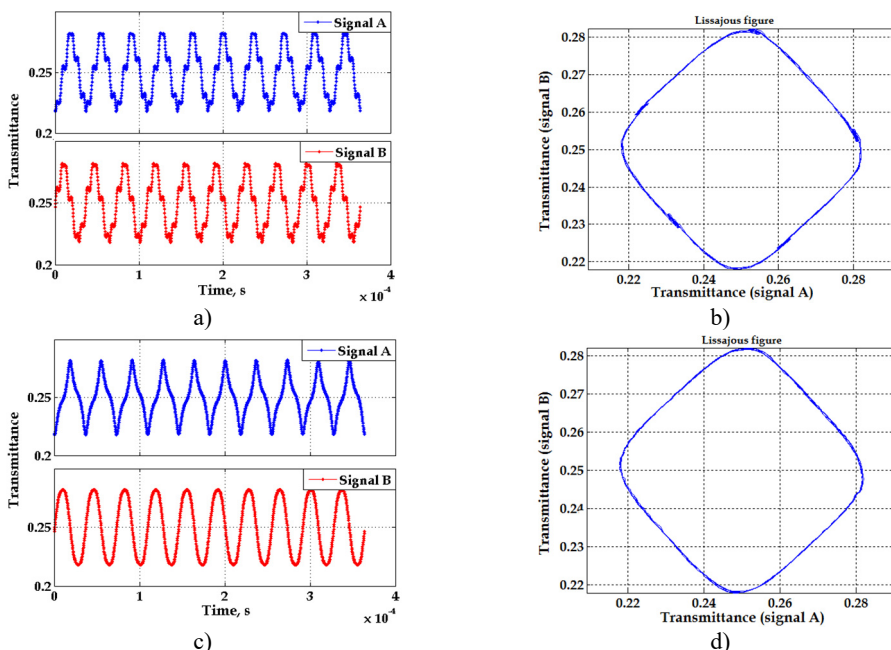 Signal A
0.25
0.2
Transmittance
Signal B
0.25
0.2
0 1 2 3 4
Time, s
× 10⁻⁴
a)
Lissajous figure
0.28
0.27
0.26
0.25
0.24
0.23
0.22
Transmittance (signal B)
0.22 0.24 0.26 0.28
Transmittance (signal A)
b)
Signal A
0.25
0.2
Transmittance
Signal B
0.25
0.2
0 1 2 3 4
Time, s
× 10⁻⁴
c)
Lissajous figure
0.28
0.27
0.26
0.25
0.24
0.23
0.22
Transmittance (signal B)
0.22 0.24 0.26 0.28
Transmittance (signal A)
d)